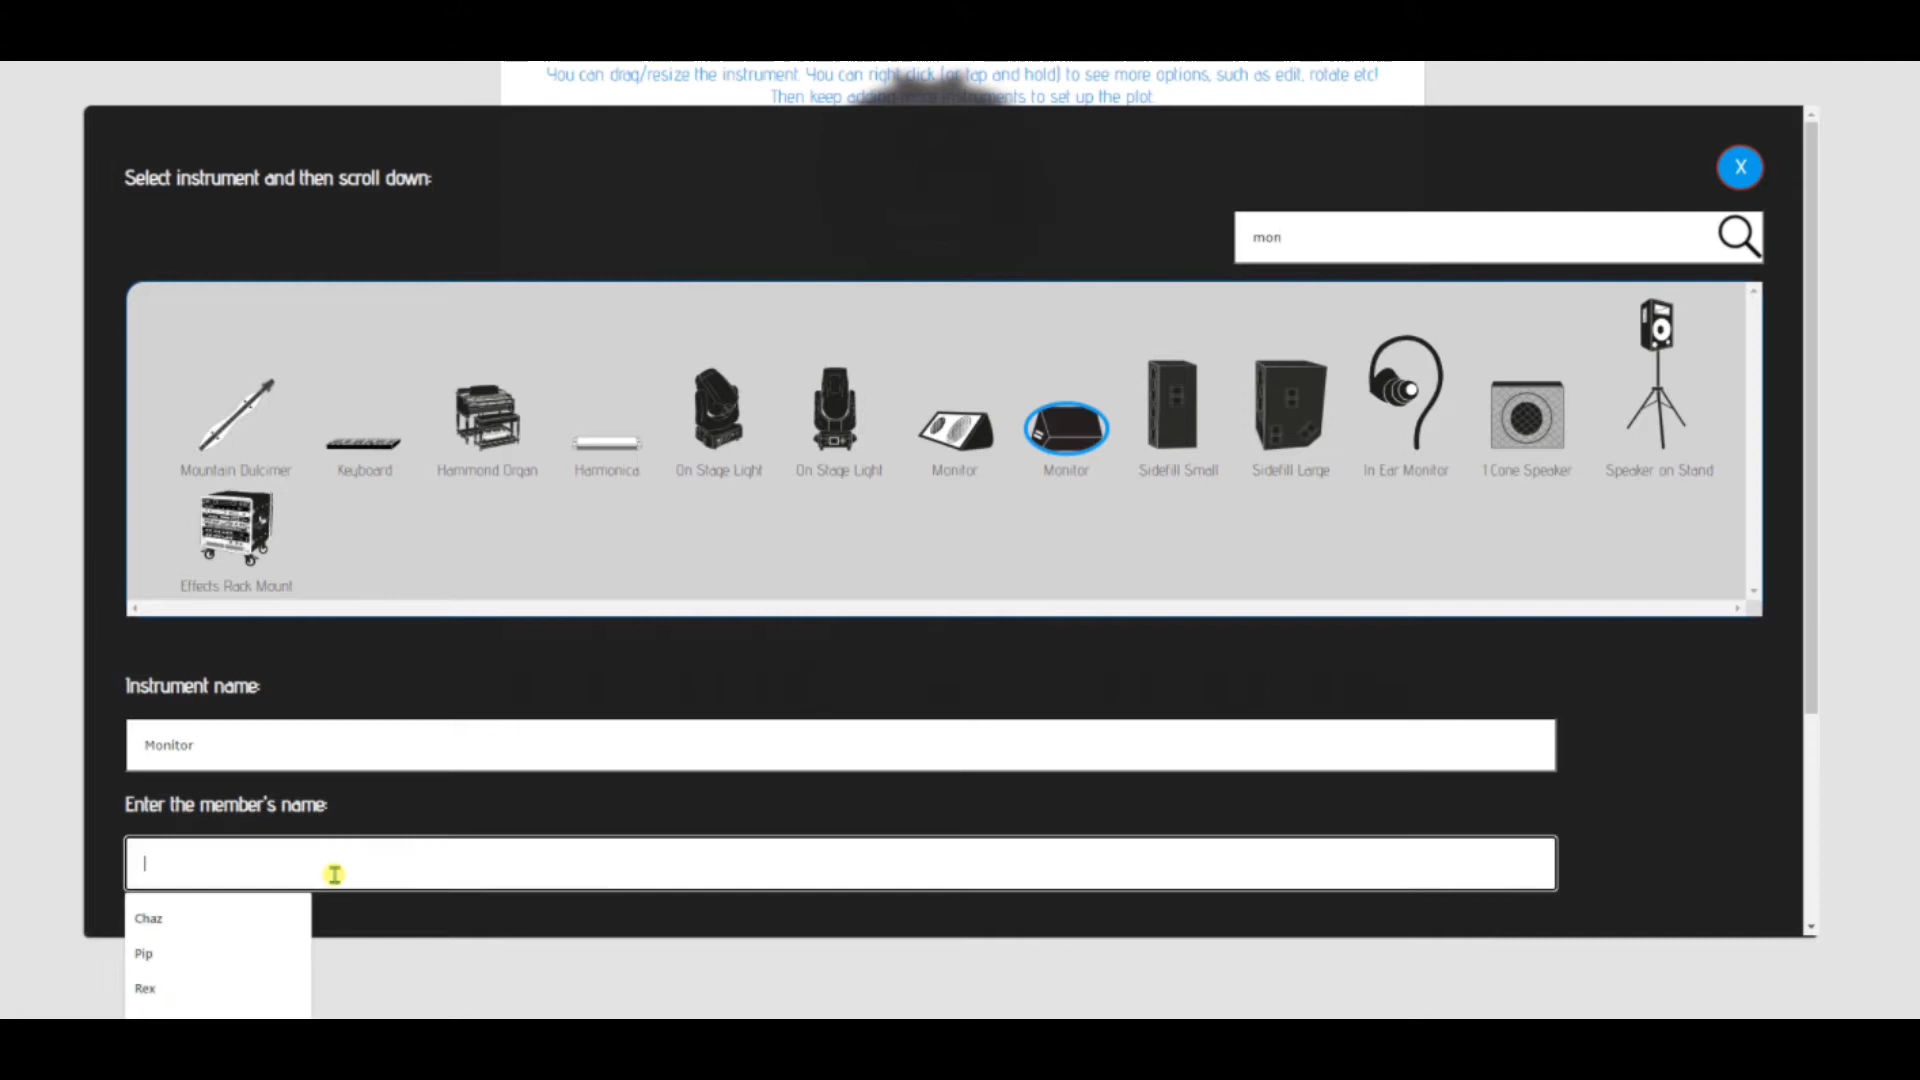 You can drag/resize the instrument. You can right click (or tap and hold) to see more options, such as edit, rotate etc!
Then keep adding more instruments to set up the plot.
Select instrument and then scroll down:
X
mon
Mountain Dulcimer Keyboard Hammond Organ Harmonica On Stage Light On Stage Light Monitor Monitor Sidefill Small Sidefill Large In Ear Monitor 1 Cone Speaker Speaker on Stand
Effects Rack Mount
Instrument name:
Monitor
Enter the member's name:
Chaz
Pip
Rex